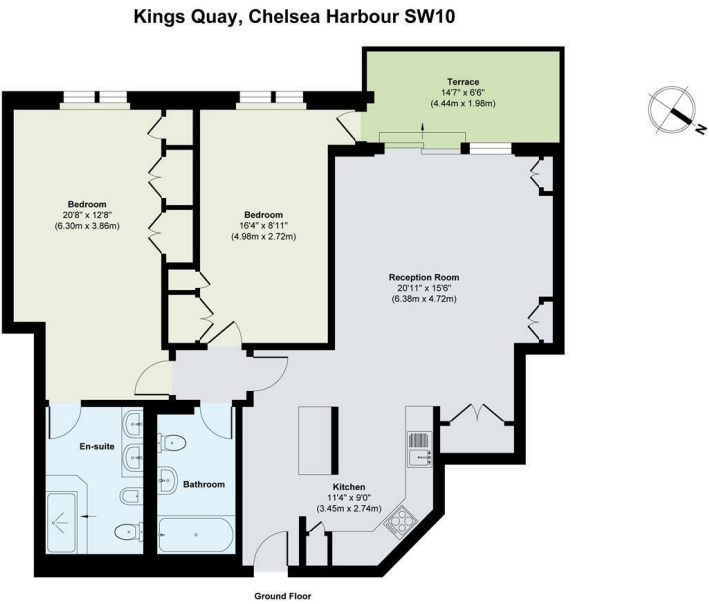 Kings Quay, Chelsea Harbour SW10
Terrace
14'7" x 6'6"
(4.44m x 1.98m)
N
Bedroom
20'8" x 12'8"
(6.30m x 3.86m)
Bedroom
16'4" x 8'11"
(4.98m x 2.72m)
Reception Room
20'11" x 15'6"
(6.38m x 4.72m)
En-suite
Bathroom
Kitchen
11'4" x 9'0"
(3.45m x 2.74m)
Ground Floor